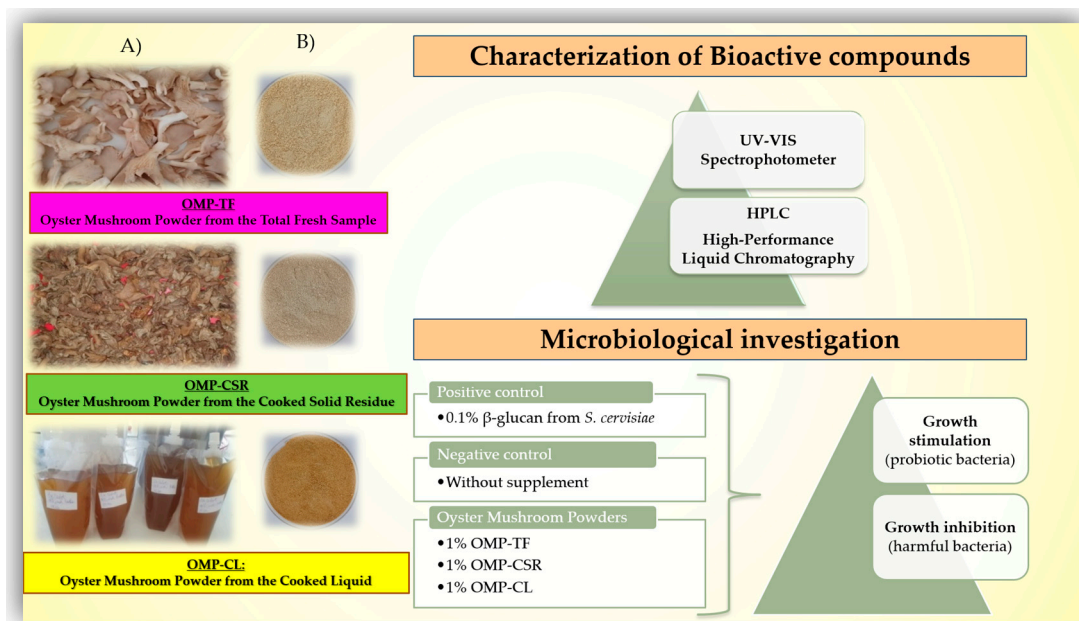 A)
B)
OMP-TF
Oyster Mushroom Powder from the Total Fresh Sample
OMP-CSR
Oyster Mushroom Powder from the Cooked Solid Residue
OMP-CL:
Oyster Mushroom Powder from the Cooked Liquid
Characterization of Bioactive compounds
UV-VIS
Spectrophotometer
HPLC
High-Performance
Liquid Chromatography
Microbiological investigation
Positive control
•0.1% β-glucan from S. cervisiae
Negative control
•Without supplement
Oyster Mushroom Powders
•1% OMP-TF
•1% OMP-CSR
•1% OMP-CL
Growth
stimulation
(probiotic bacteria)
Growth inhibition
(harmful bacteria)